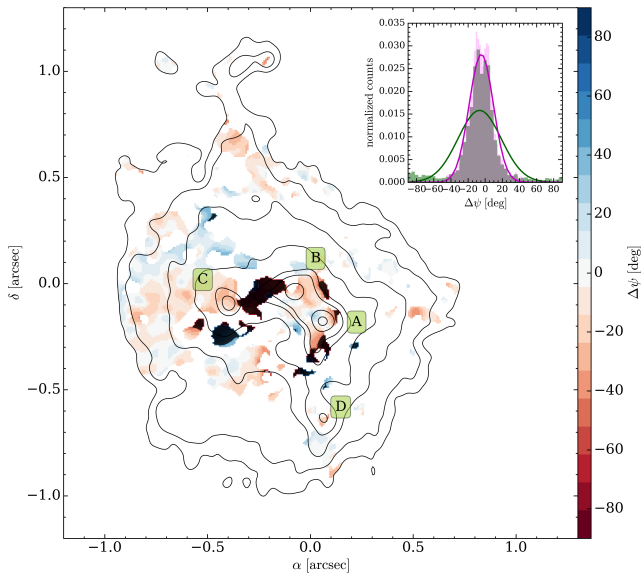 0.035
0.030
0.025
0.020
0.015
0.010
0.005
0.000
normalized counts
−80 −60 −40 −20 0 20 40 60 80
Δψ [deg]
1.0
0.5
0.0
−0.5
−1.0
δ [arcsec]
B
C
A
D
−1.0 −0.5 0.0 0.5 1.0
α [arcsec]
80
60
40
20
0
−20
−40
−60
−80
Δψ [deg]